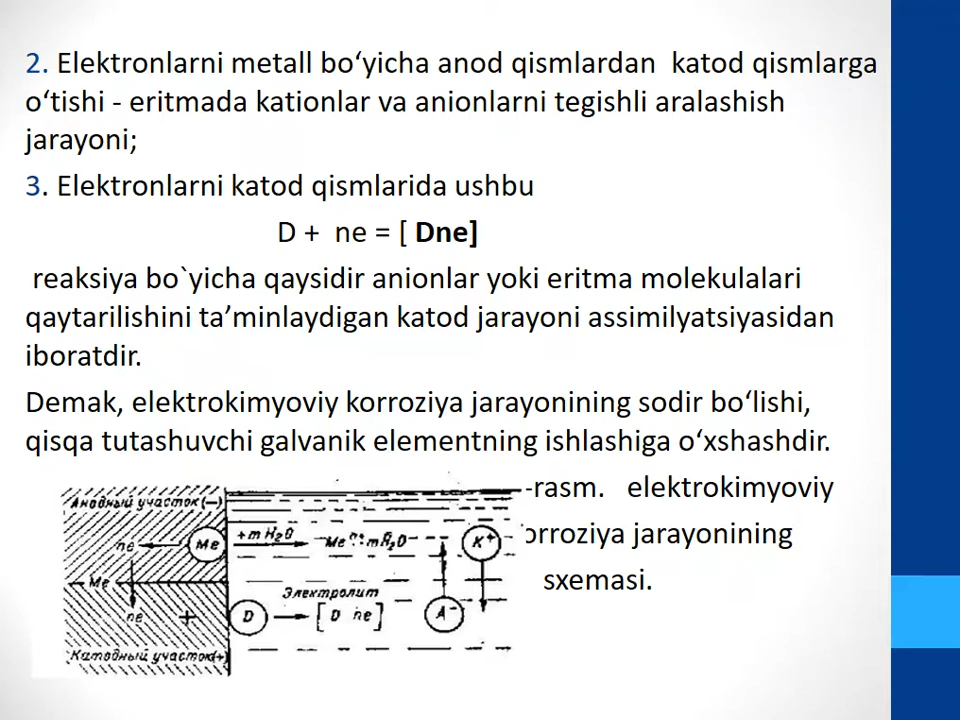 2. Elektronlarni metall bo‘yicha anod qismlardan  katod qismlarga
o‘tishi - eritmada kationlar va anionlarni tegishli aralashish
jarayoni;
3. Elektronlarni katod qismlarida ushbu
D +  ne = [ Dne]
reaksiya bo`yicha qaysidir anionlar yoki eritma molekulalari
qaytarilishini ta’minlaydigan katod jarayoni assimilyatsiyasidan
iboratdir.
Demak, elektrokimyoviy korroziya jarayonining sodir bo‘lishi,
qisqa tutashuvchi galvanik elementning ishlashiga o‘xshashdir.
-rasm.   elektrokimyoviy
orroziya jarayonining
sxemasi.
Анодный участок(—)
ne
Me
+m H₂O
Meⁿ⁺mH₂O
K⁺
Me
Электролит
ne
+
D
[D ne]
A⁻
Катодный участок(+)